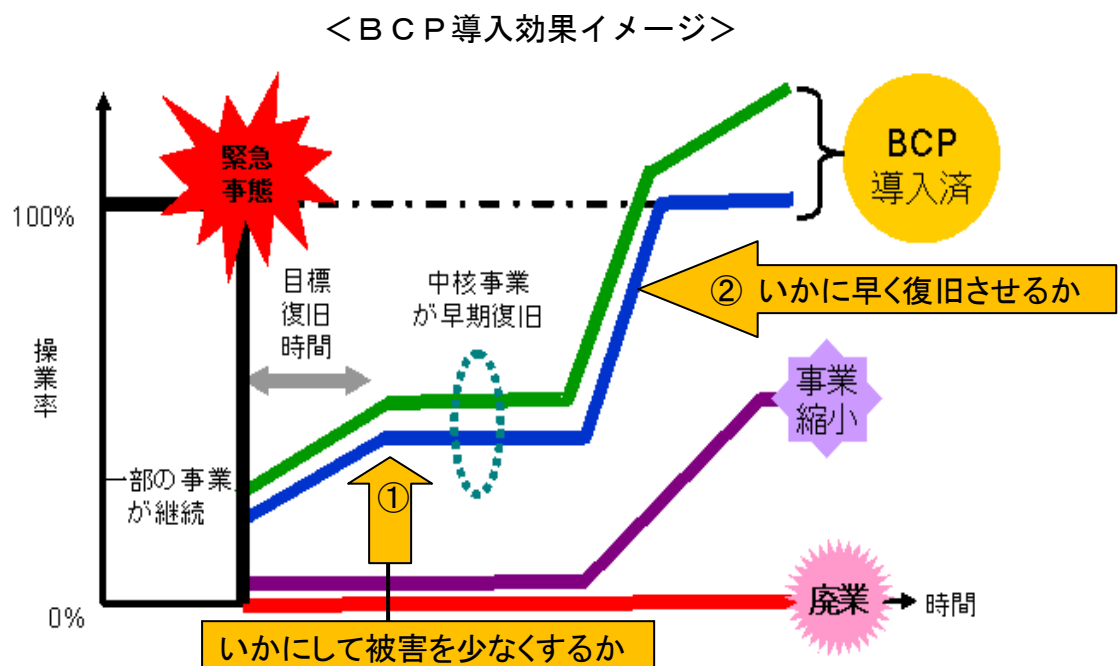 ＜ＢＣＰ導入効果イメージ＞
緊急
事態
BCP
導入済
100%
目標
復旧
時間
中核事業
が早期復旧
② いかに早く復旧させるか
操業率
事業
縮小
一部の事業
が継続
①
廃業
時間
0%
いかにして被害を少なくするか